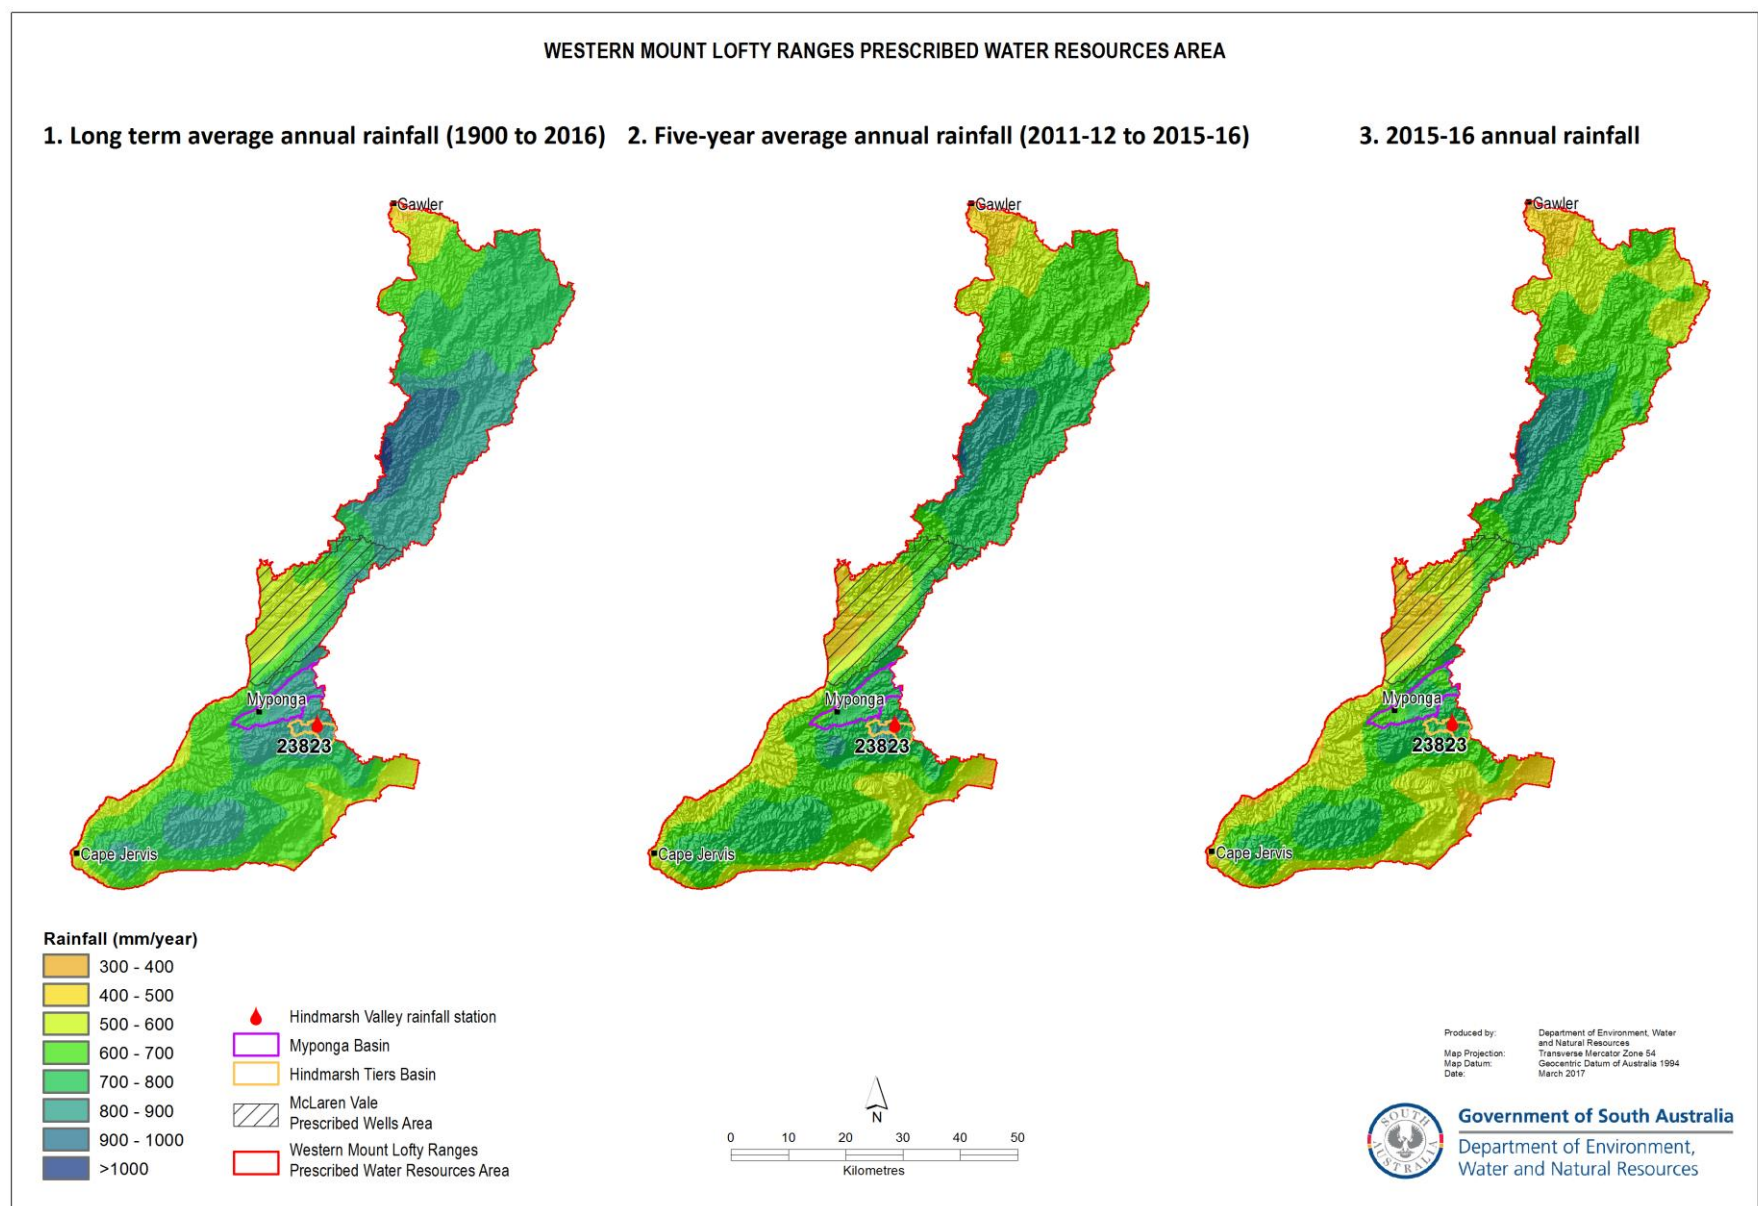 WESTERN MOUNT LOFTY RANGES PRESCRIBED WATER RESOURCES AREA
1. Long term average annual rainfall (1900 to 2016)
2. Five-year average annual rainfall (2011-12 to 2015-16)
3. 2015-16 annual rainfall
Gawler
Myponga
23823
Cape Jervis
Gawler
Myponga
23823
Cape Jervis
Gawler
Myponga
23823
Cape Jervis
Rainfall (mm/year)
300 - 400
400 - 500
500 - 600
600 - 700
700 - 800
800 - 900
900 - 1000
>1000
Hindmarsh Valley rainfall station
Myponga Basin
Hindmarsh Tiers Basin
McLaren Vale
Prescribed Wells Area
Western Mount Lofty Ranges
Prescribed Water Resources Area
N
0 10 20 30 40 50
Kilometres
Produced by: Department of Environment, Water
and Natural Resources
Map Projection: Transverse Mercator Zone 54
Map Datum: Geocentric Datum of Australia 1994
Date: March 2017
SOUTH AUSTRALIA
Government of South Australia
Department of Environment,
Water and Natural Resources